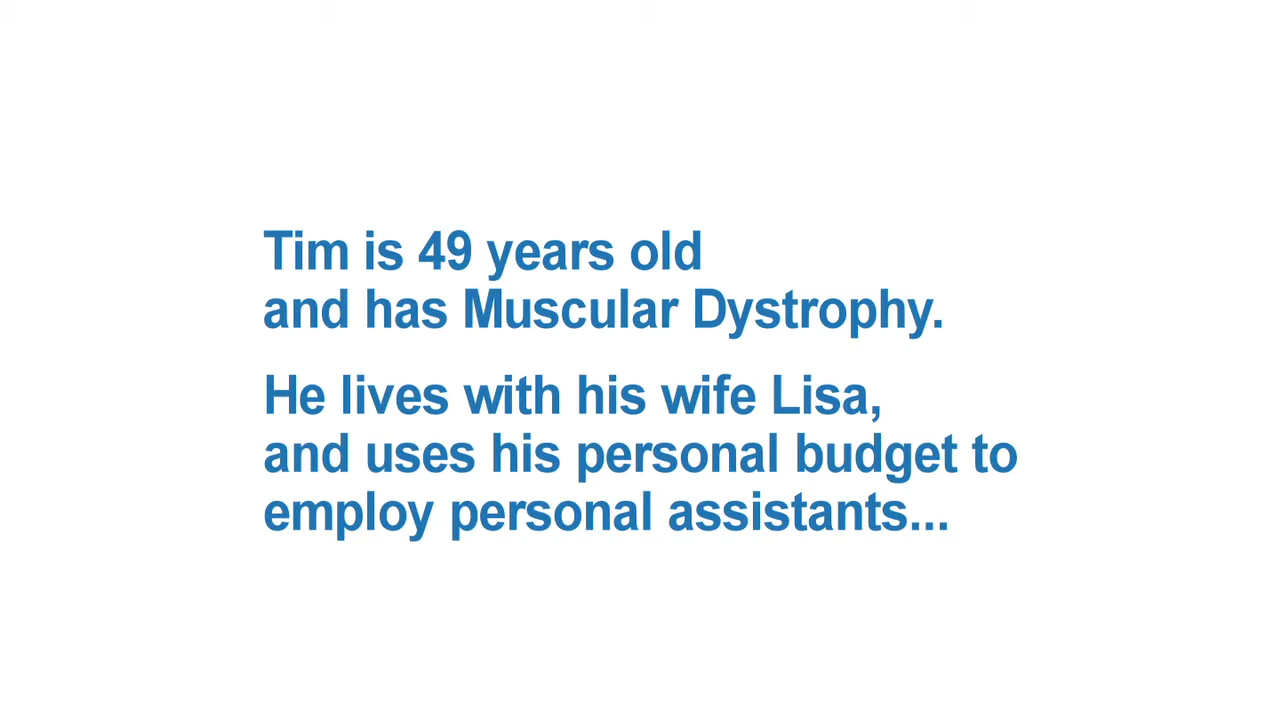 Tim is 49 years old
and has Muscular Dystrophy.
He lives with his wife Lisa,
and uses his personal budget to
employ personal assistants...